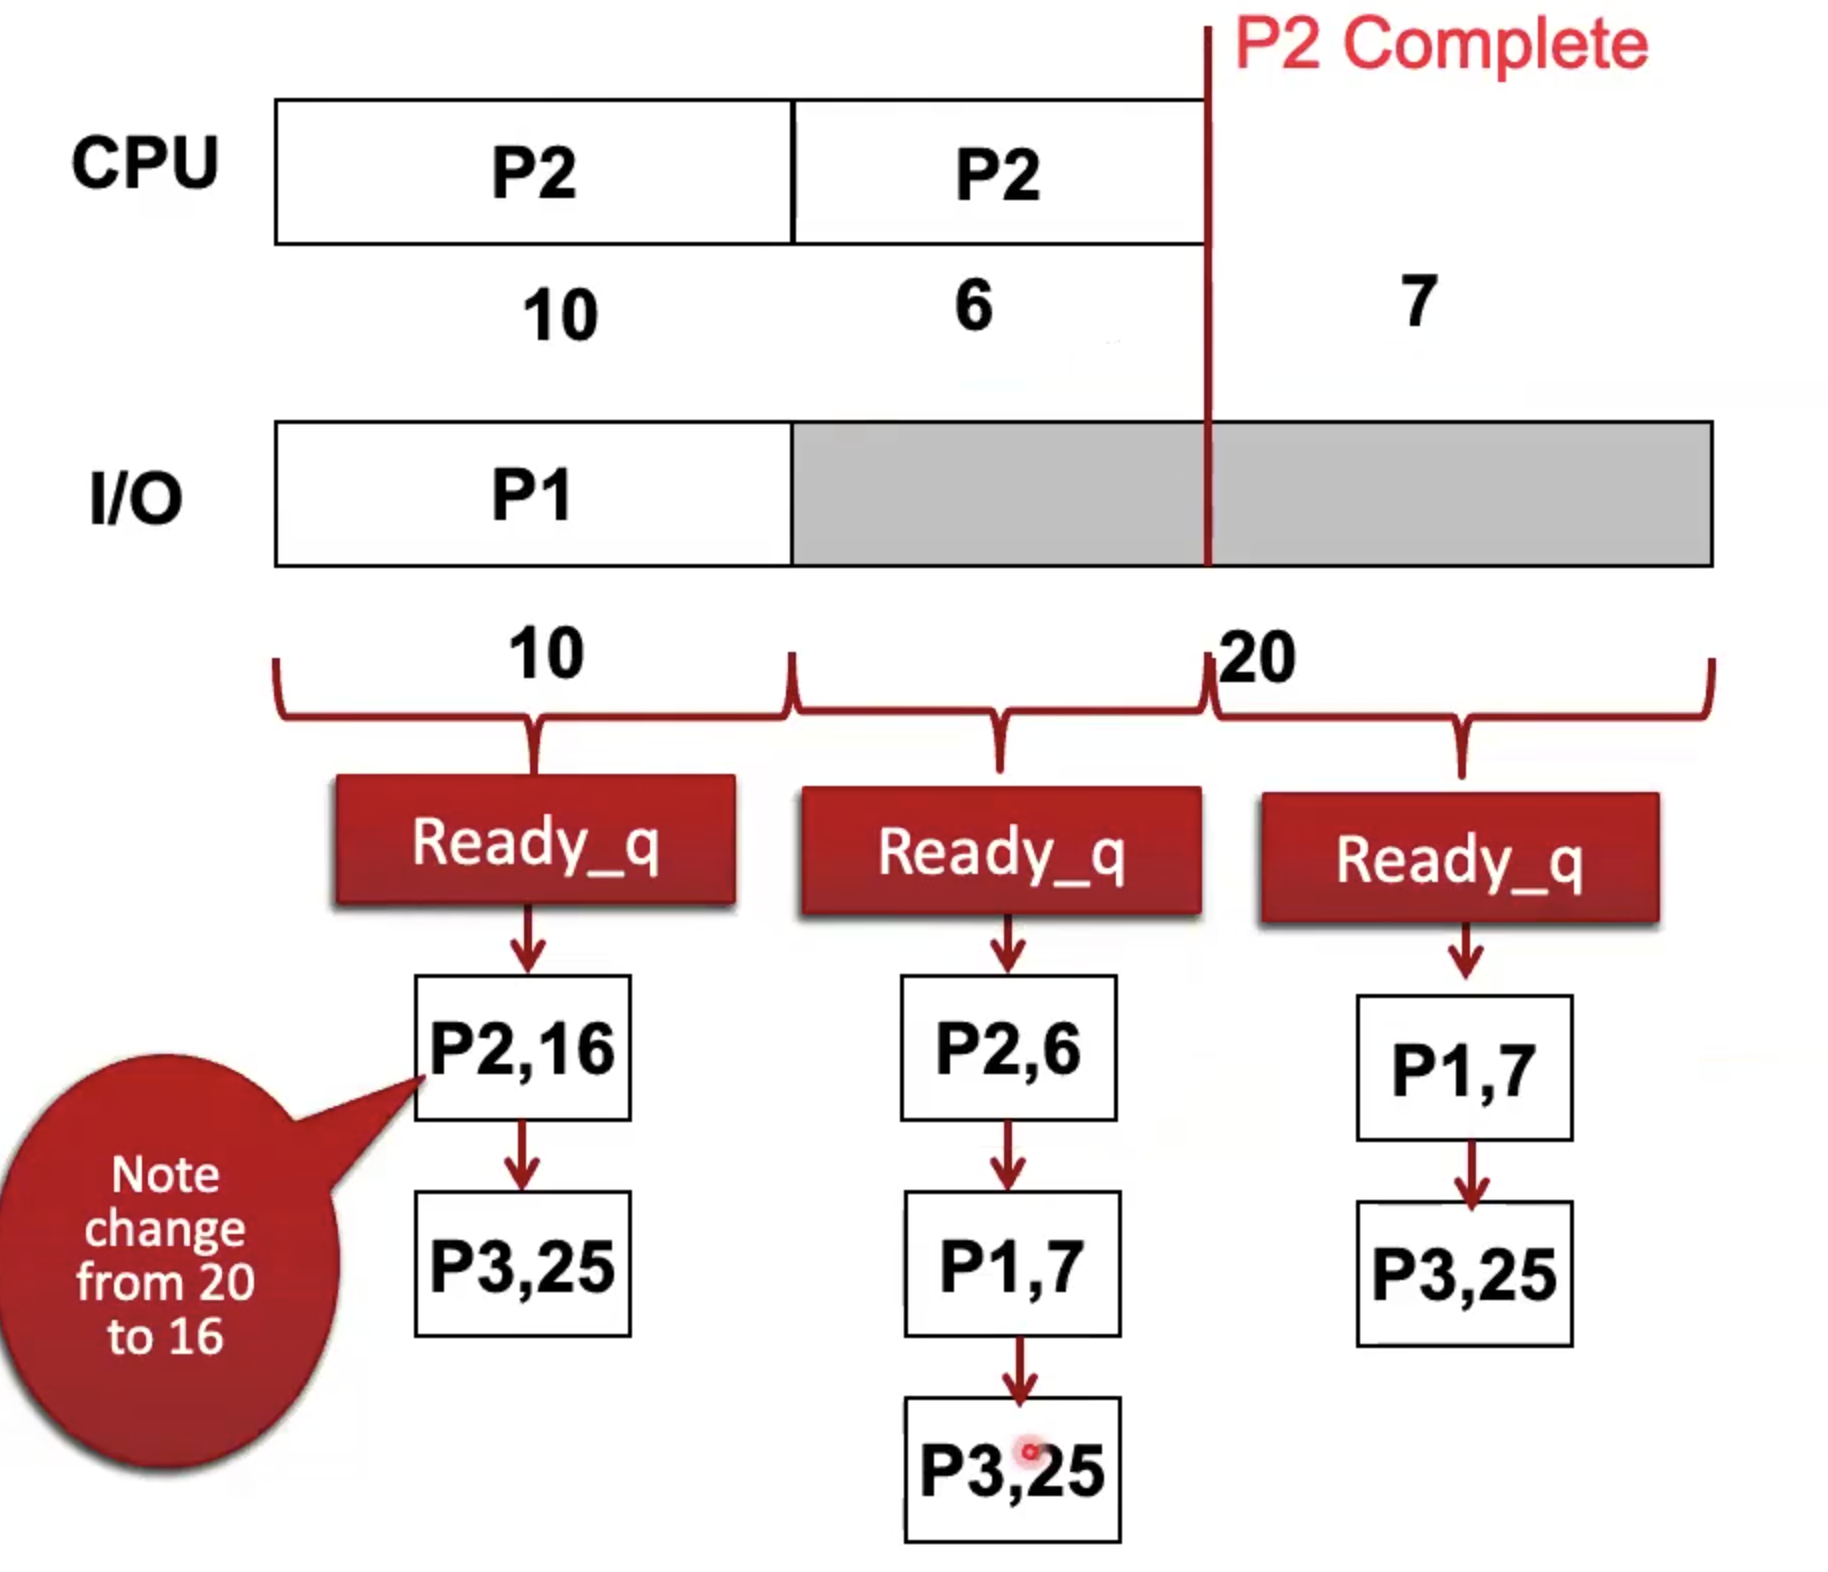 P2 Complete
CPU
P2
P2
10
6
7
I/O
P1
10
20
Ready_q
Ready_q
Ready_q
P2,16
P2,6
P1,7
P3,25
P1,7
P3,25
P3,25
Note
change
from 20
to 16